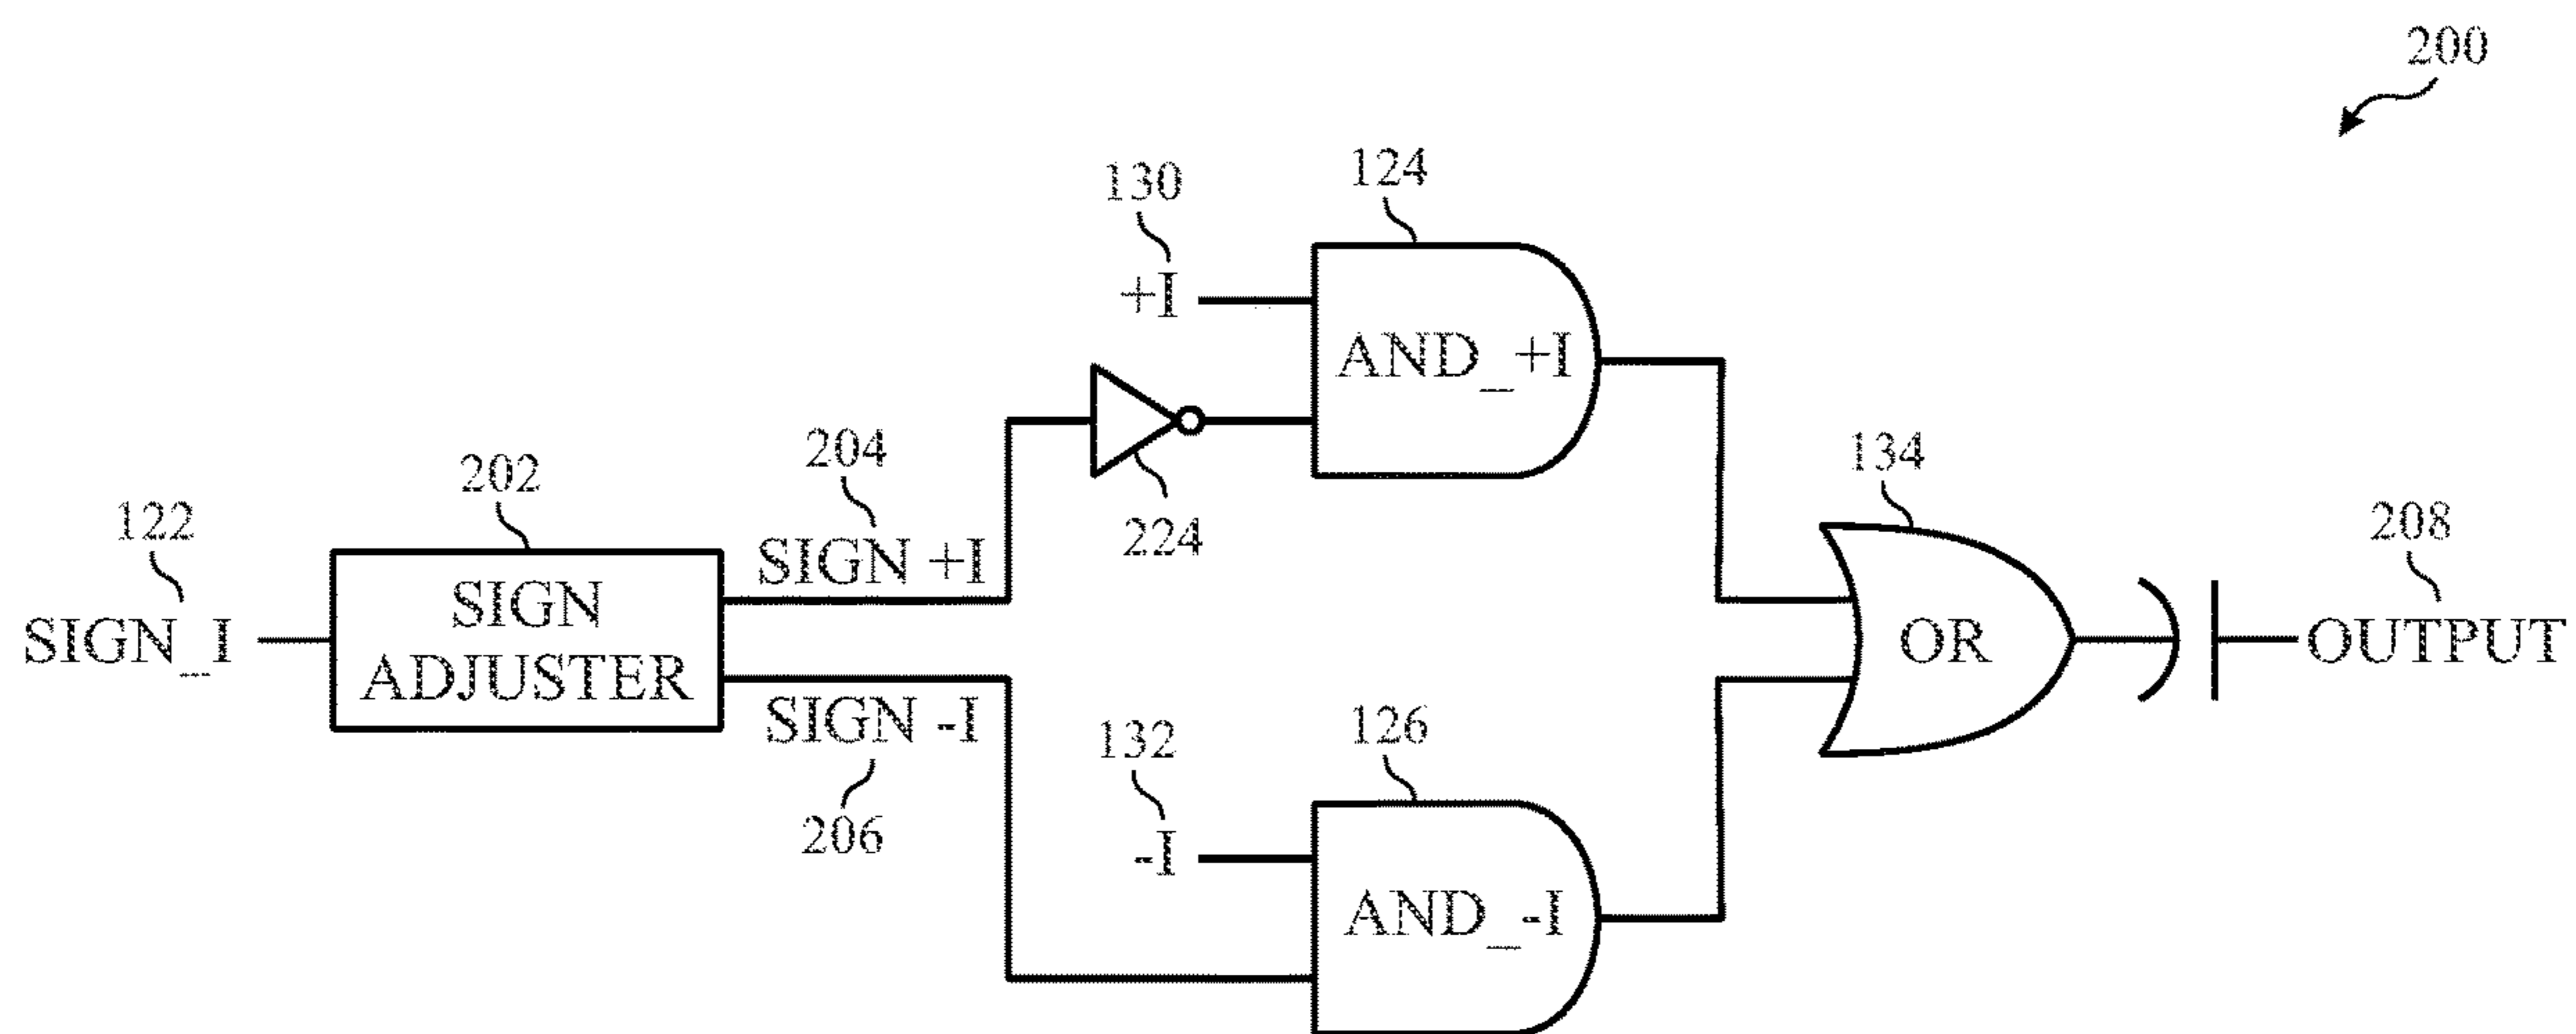 200
130
124
+I
AND_+I
204
224
134
202
122
208
SIGN +I
SIGN_I
SIGN
ADJUSTER
OR
OUTPUT
SIGN -I
206
132
126
-I
AND_-I